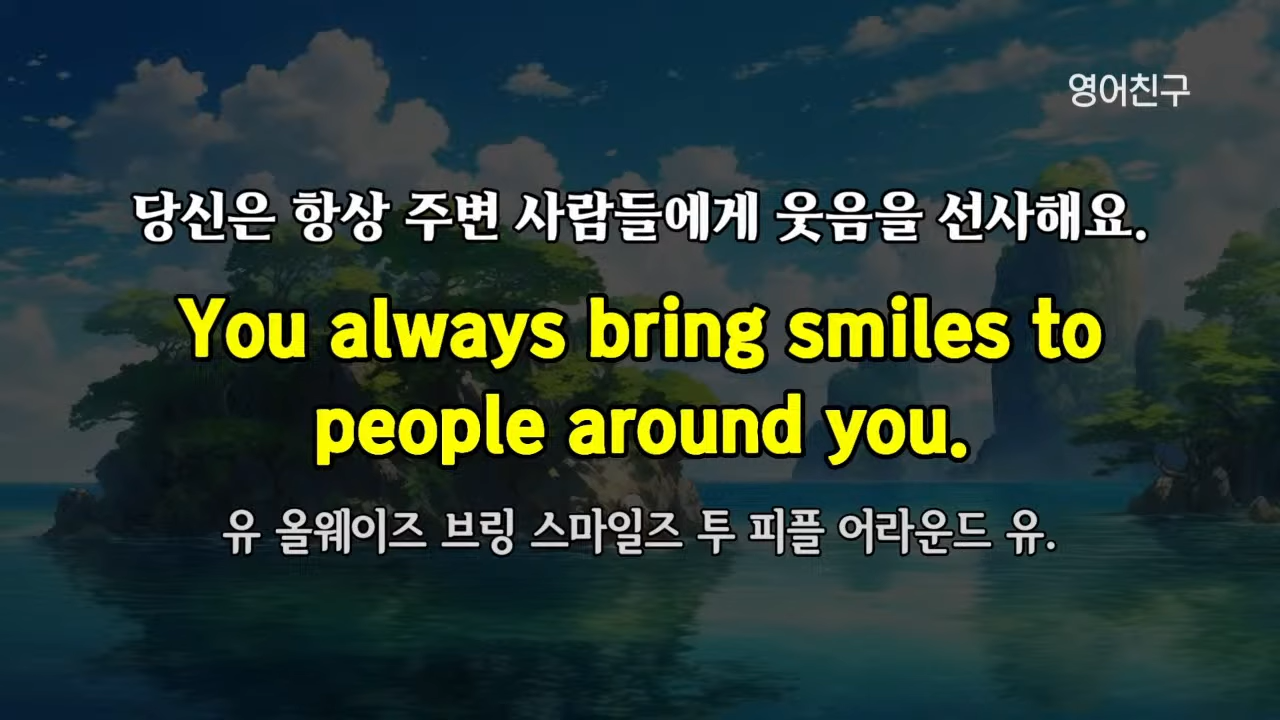 영어친구
당신은 항상 주변 사람들에게 웃음을 선사해요.
You always bring smiles to
people around you.
유 올웨이즈 브링 스마일즈 투 피플 어라운드 유.